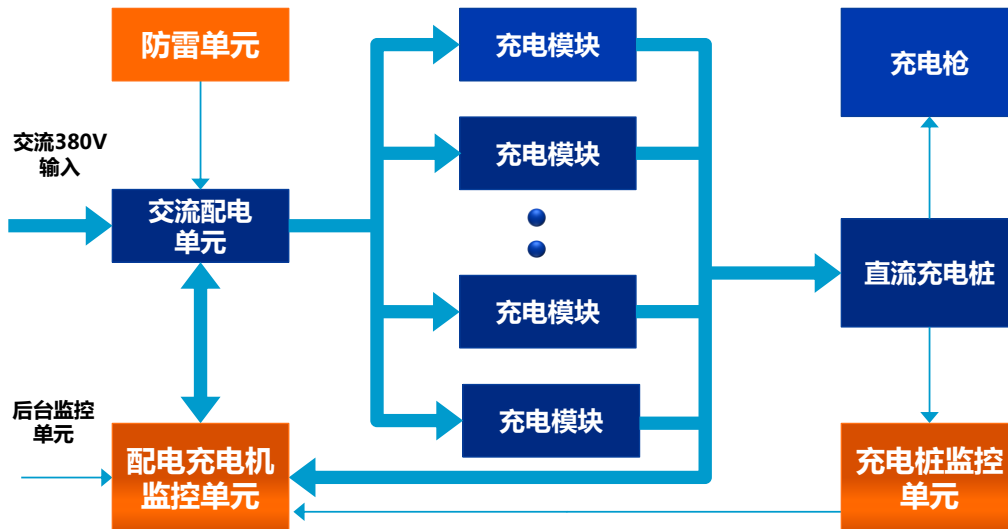 防雷单元
充电模块
充电枪
交流380V
输入
充电模块
交流配电
单元
直流充电桩
充电模块
后台监控
单元
充电模块
配电充电机
监控单元
充电桩监控
单元